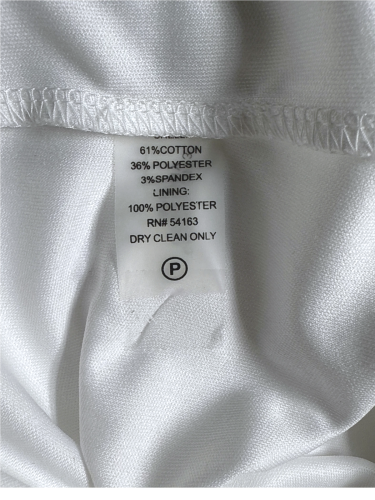 61%COTTON
36% POLYESTER
3%SPANDEX
LINING:
100% POLYESTER
RN# 54163
DRY CLEAN ONLY
P